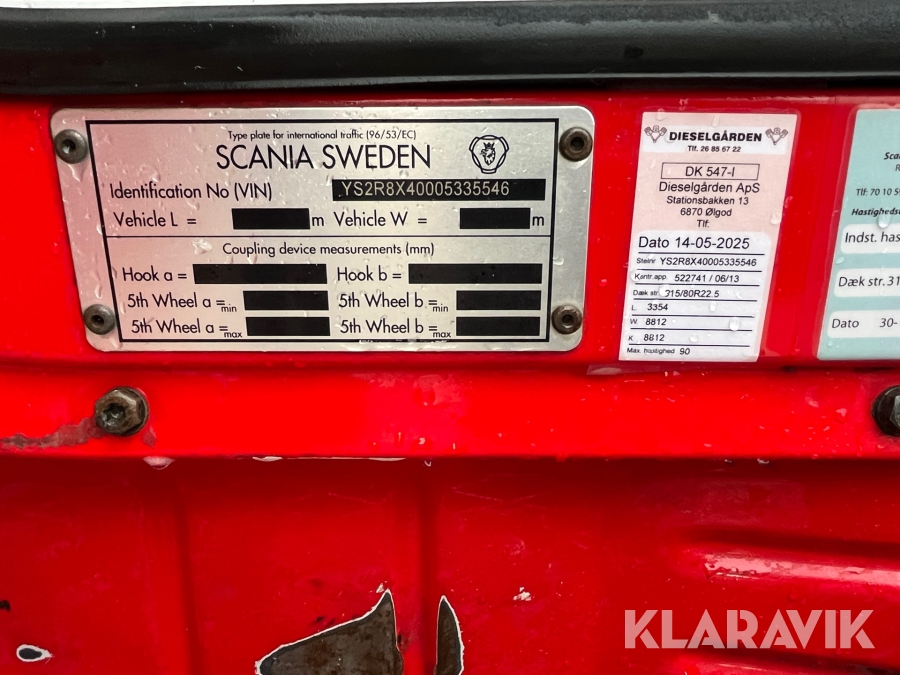 Type plate for international traffic (96/53/EC)
SCANIA SWEDEN
Identification No (VIN) YS2R8X40005335546
Vehicle L = m Vehicle W = m
Coupling device measurements (mm)
Hook a = Hook b =
5th Wheel a =min 5th Wheel b =min
5th Wheel a =max 5th Wheel b =max
DIESELGÅRDEN
Tlf. 26 85 67 22
DK 547-I
Dieselgården ApS
Stationsbakken 13
6870 Ølgod
Tlf:
Dato 14-05-2025
Stelnr YS2R8X40005335546
Kantr.app. 522741 / 06/13
Dæk str. 315/80R22.5
L 3354
W 8812
K 8812
Max. hastighed 90
Tlf: 70 10 5
Indst. has
Dæk str. 31
Dato 30-
KLARAVIK